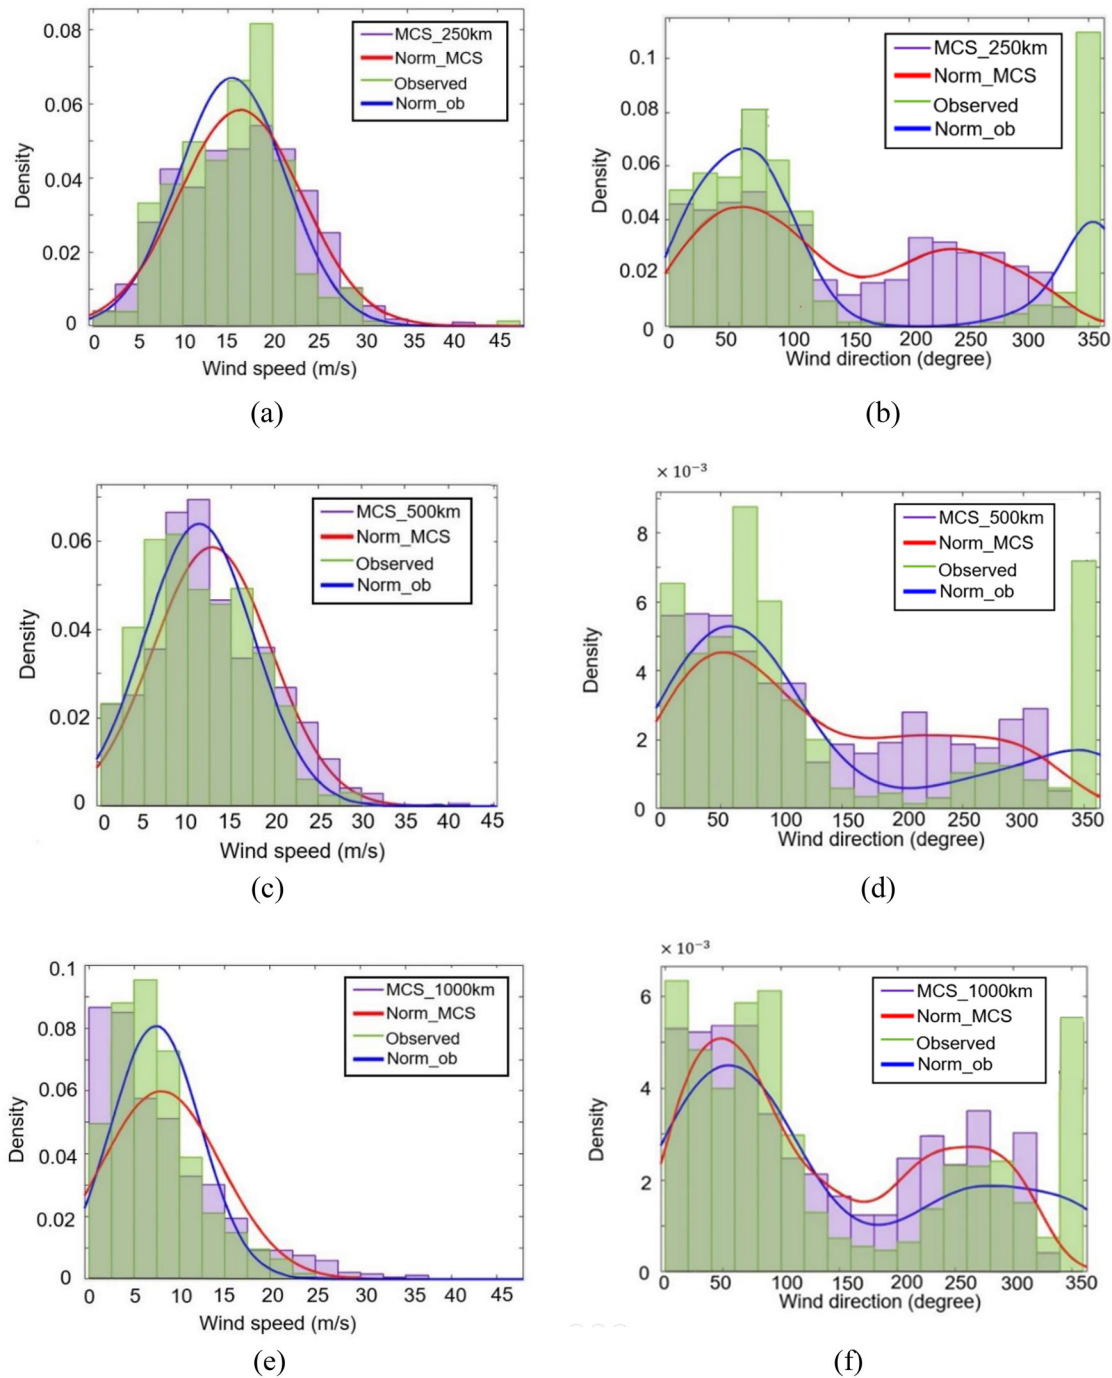 0.08
0.06
0.04
0.02
0
Density
MCS_250km
Norm_MCS
Observed
Norm_ob
0 5 10 15 20 25 30 35 40 45
Wind speed (m/s)
(a)
0.1
0.08
0.06
0.04
0.02
0
Density
MCS_250km
Norm_MCS
Observed
Norm_ob
0 50 100 150 200 250 300 350
Wind direction (degree)
(b)
0.06
0.04
0.02
0
Density
MCS_500km
Norm_MCS
Observed
Norm_ob
0 5 10 15 20 25 30 35 40 45
Wind speed (m/s)
(c)
× 10⁻³
8
6
4
2
0
Density
MCS_500km
Norm_MCS
Observed
Norm_ob
0 50 100 150 200 250 300 350
Wind direction (degree)
(d)
0.1
0.08
0.06
0.04
0.02
0
Density
MCS_1000km
Norm_MCS
Observed
Norm_ob
0 5 10 15 20 25 30 35 40 45
Wind speed (m/s)
(e)
× 10⁻³
6
4
2
0
Density
MCS_1000km
Norm_MCS
Observed
Norm_ob
0 50 100 150 200 250 300 350
Wind direction (degree)
(f)